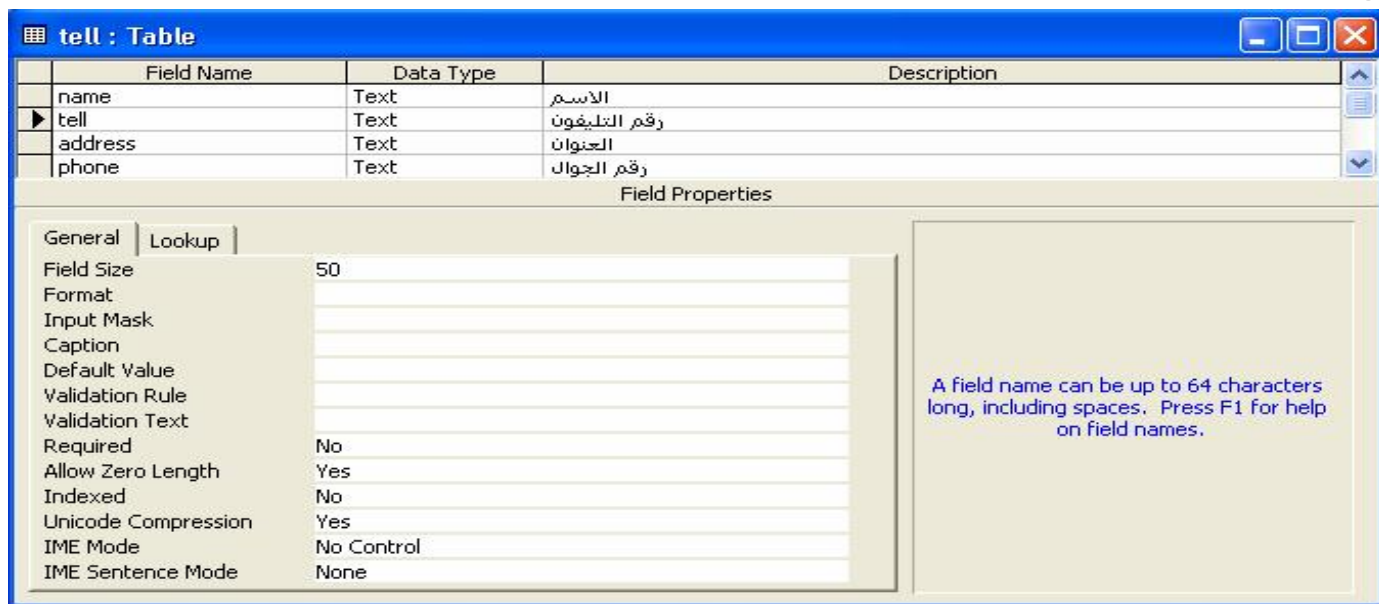 tell : Table
Field Name Data Type Description
name Text الاسم
tell Text رقم التليفون
address Text العنوان
phone Text رقم الجوال
Field Properties
General Lookup
Field Size 50
Format
Input Mask
Caption
Default Value
Validation Rule
Validation Text
Required No
Allow Zero Length Yes
Indexed No
Unicode Compression Yes
IME Mode No Control
IME Sentence Mode None
A field name can be up to 64 characters
long, including spaces. Press F1 for help
on field names.